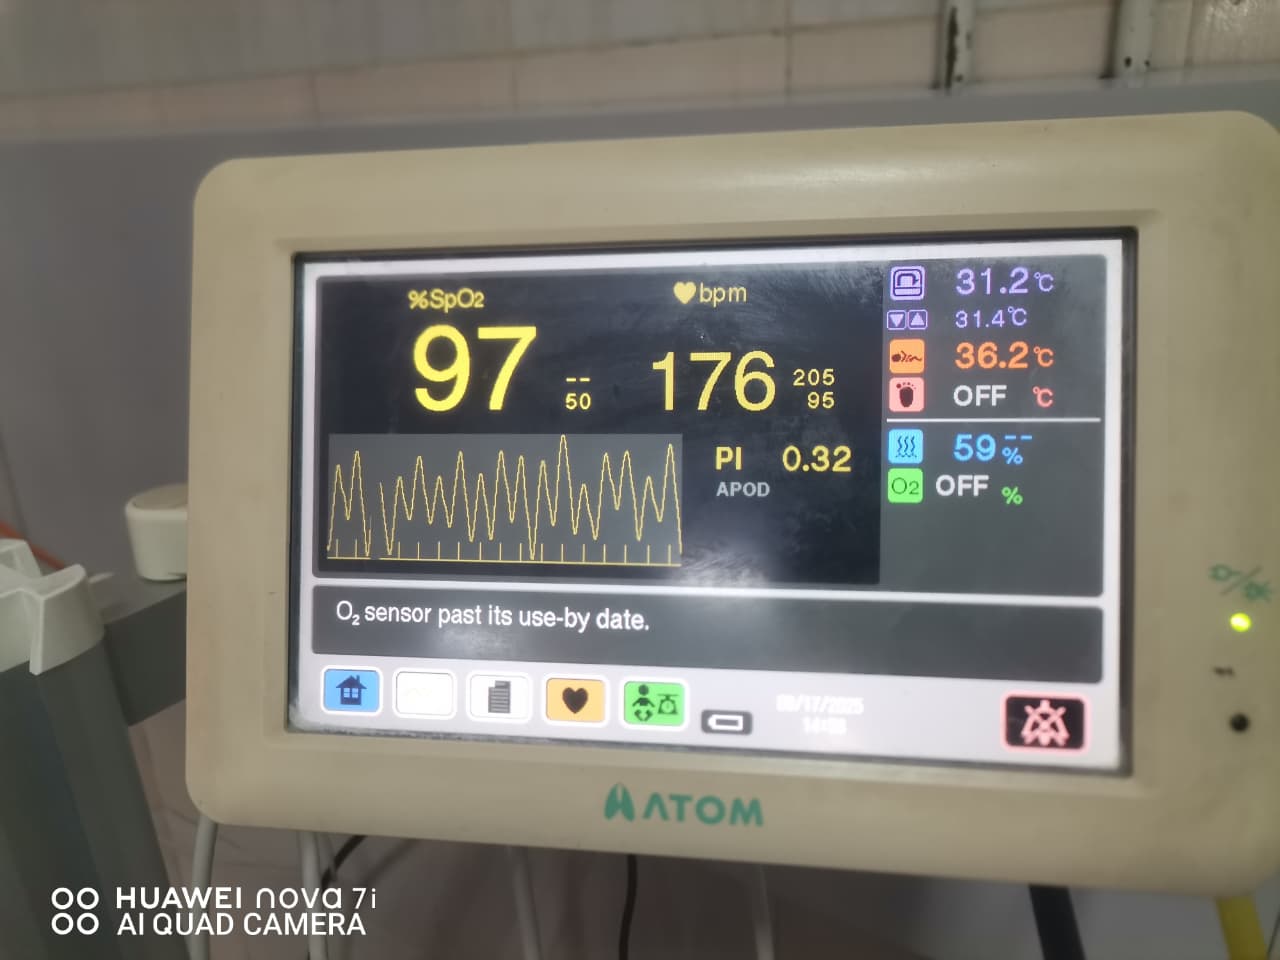 %SpO2
97
--
50
bpm
176
205
95
PI 0.32
APOD
31.2 °C
31.4°C
36.2 °C
OFF °C
59 --
%
O2 OFF %
O₂ sensor past its use-by date.
ATOM
HUAWEI nova 7i
AI QUAD CAMERA